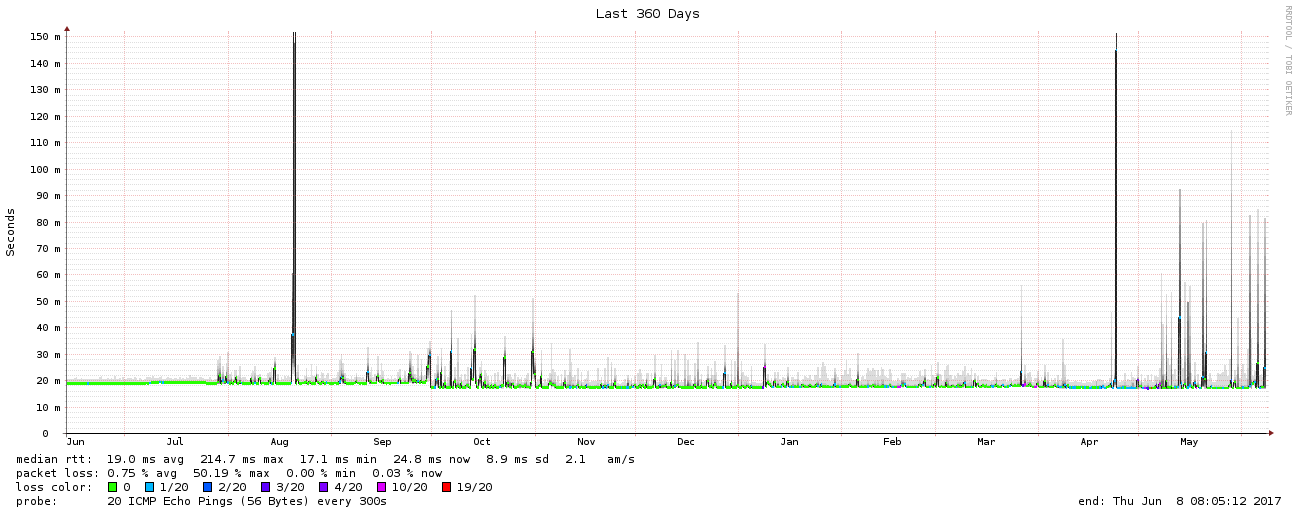 Last 360 Days
RRDTOOL / TOBI OETIKER
Seconds
150 m
140 m
130 m
120 m
110 m
100 m
90 m
80 m
70 m
60 m
50 m
40 m
30 m
20 m
10 m
0
Jun Jul Aug Sep Oct Nov Dec Jan Feb Mar Apr May
median rtt: 19.0 ms avg 214.7 ms max 17.1 ms min 24.8 ms now 8.9 ms sd 2.1 am/s
packet loss: 0.75 % avg 50.19 % max 0.00 % min 0.03 % now
loss color: 0 1/20 2/20 3/20 4/20 10/20 19/20
probe: 20 ICMP Echo Pings (56 Bytes) every 300s end: Thu Jun 8 08:05:12 2017